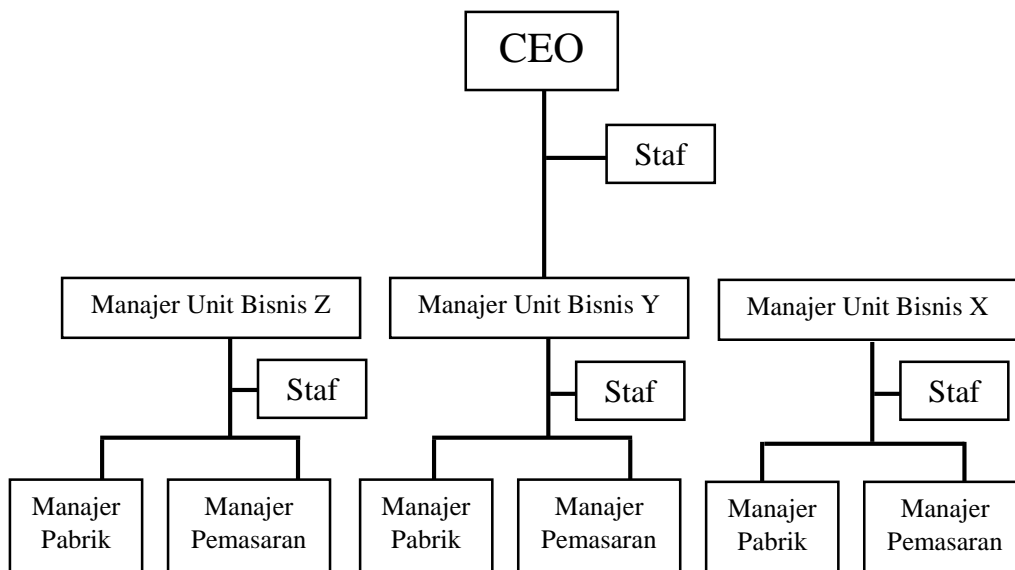 CEO
Staf
Manajer Unit Bisnis Z
Manajer Unit Bisnis Y
Manajer Unit Bisnis X
Staf
Staf
Staf
Manajer
Pabrik
Manajer
Pemasaran
Manajer
Pabrik
Manajer
Pemasaran
Manajer
Pabrik
Manajer
Pemasaran